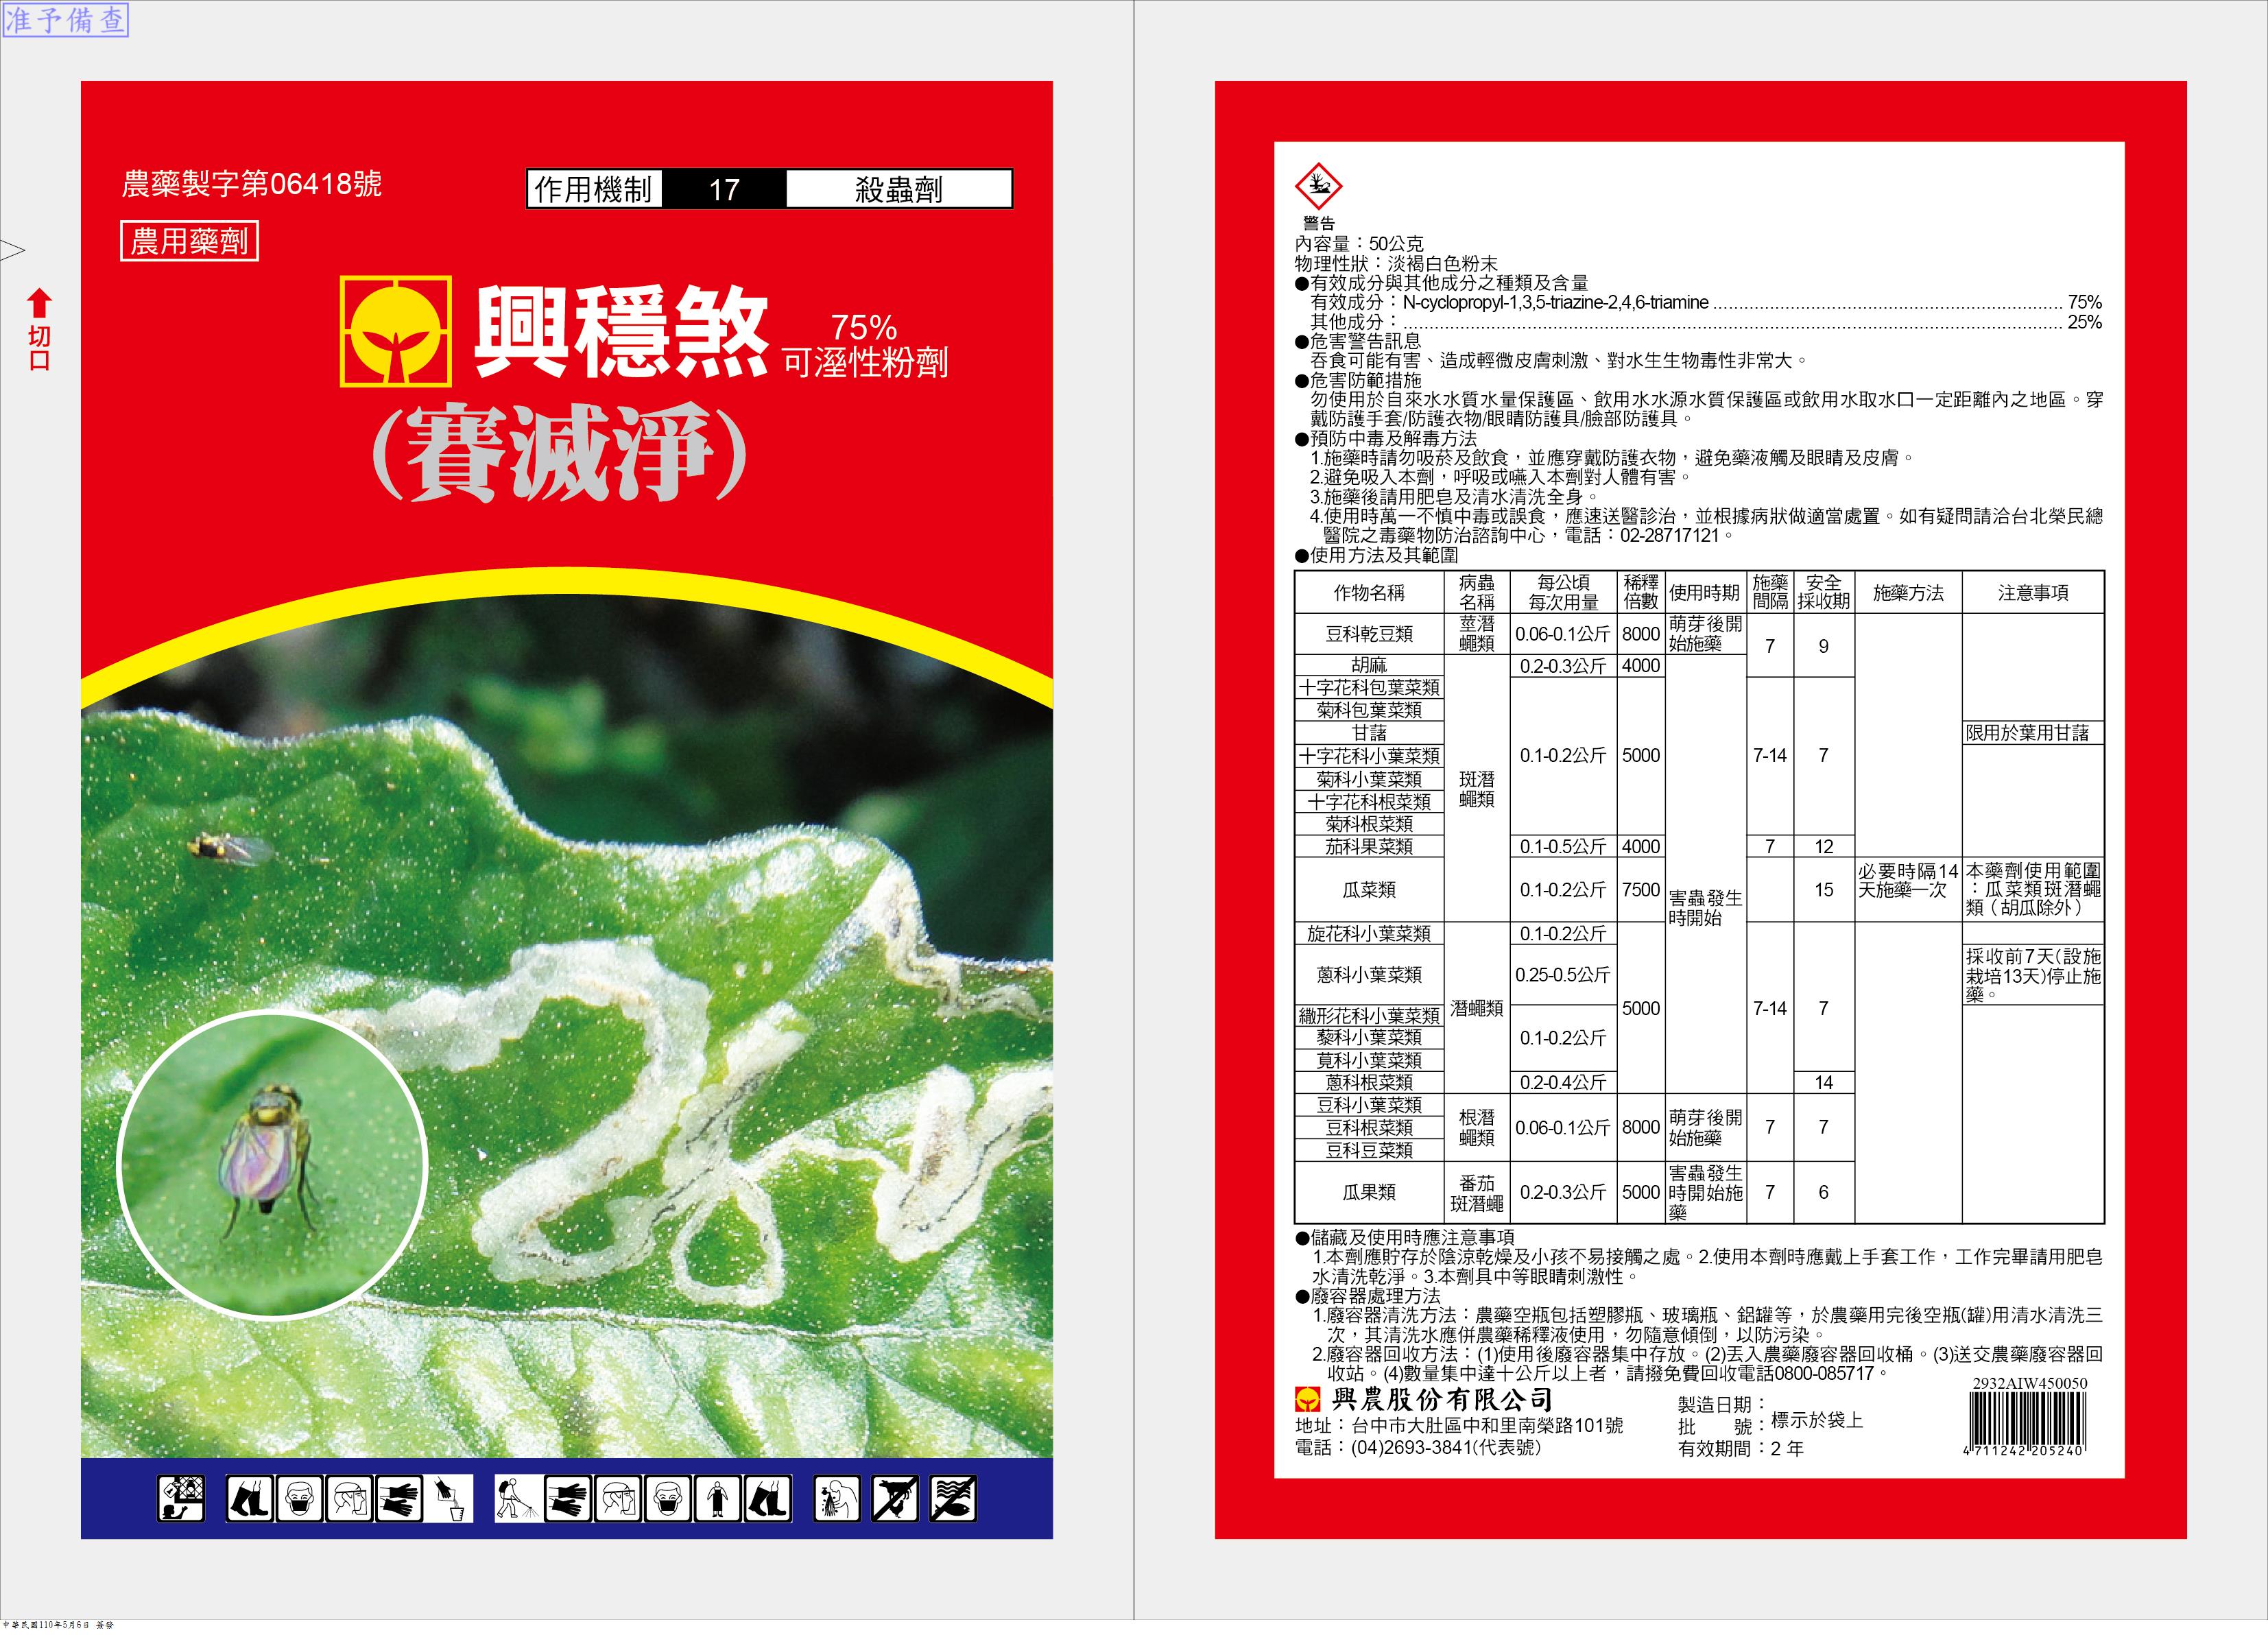 准予備查
農藥製字第06418號
作用機制 17 殺蟲劑
農用藥劑
切口
興穩煞
75%
可溼性粉劑
(賽滅淨)
警告
內容量：50公克
物理性狀：淡褐白色粉末
●有效成分與其他成分之種類及含量
有效成分：N-cyclopropyl-1,3,5-triazine-2,4,6-triamine 75%
其他成分： 25%
●危害警告訊息
吞食可能有害、造成輕微皮膚刺激、對水生生物毒性非常大。
●危害防範措施
勿使用於自來水水質水量保護區、飲用水水源水質保護區或飲用水取水口一定距離內之地區。穿
戴防護手套/防護衣物/眼睛防護具/臉部防護具。
●預防中毒及解毒方法
1.施藥時請勿吸菸及飲食，並應穿戴防護衣物，避免藥液觸及眼睛及皮膚。
2.避免吸入本劑，呼吸或嚥入本劑對人體有害。
3.施藥後請用肥皂及清水清洗全身。
4.使用時萬一不慎中毒或誤食，應速送醫診治，並根據病狀做適當處置。如有疑問請洽台北榮民總
醫院之毒藥物防治諮詢中心，電話：02-28717121。
●使用方法及其範圍
作物名稱 病蟲名稱 每公頃每次用量 稀釋倍數 使用時期 施藥間隔 安全採收期 施藥方法 注意事項
豆科乾豆類 莖潛蠅類 0.06-0.1公斤 8000 萌芽後開始施藥 7 9
胡麻 0.2-0.3公斤 4000
十字花科包葉菜類
菊科包葉菜類
甘藷 限用於葉用甘藷
十字花科小葉菜類 0.1-0.2公斤 5000 7-14 7
菊科小葉菜類 斑潛蠅類
十字花科根菜類
菊科根菜類
茄科果菜類 0.1-0.5公斤 4000 7 12
瓜菜類 0.1-0.2公斤 7500 害蟲發生時開始 15 必要時隔14天施藥一次 本藥劑使用範圍：瓜菜類斑潛蠅類（胡瓜除外）
旋花科小葉菜類 0.1-0.2公斤
蔥科小葉菜類 0.25-0.5公斤 採收前7天(設施栽培13天)停止施藥。
繖形花科小葉菜類 潛蠅類 5000 7-14 7
藜科小葉菜類 0.1-0.2公斤
莧科小葉菜類
蔥科根菜類 0.2-0.4公斤 14
豆科小葉菜類
豆科根菜類 根潛蠅類 0.06-0.1公斤 8000 萌芽後開始施藥 7 7
豆科豆菜類
瓜果類 番茄斑潛蠅 0.2-0.3公斤 5000 害蟲發生時開始施藥 7 6
●儲藏及使用時應注意事項
1.本劑應貯存於陰涼乾燥及小孩不易接觸之處。2.使用本劑時應戴上手套工作，工作完畢請用肥皂
水清洗乾淨。3.本劑具中等眼睛刺激性。
●廢容器處理方法
1.廢容器清洗方法：農藥空瓶包括塑膠瓶、玻璃瓶、鋁罐等，於農藥用完後空瓶(罐)用清水清洗三
次，其清洗水應併農藥稀釋液使用，勿隨意傾倒，以防污染。
2.廢容器回收方法：(1)使用後廢容器集中存放。(2)丟入農藥廢容器回收桶。(3)送交農藥廢容器回
收站。(4)數量集中達十公斤以上者，請撥免費回收電話0800-085717。
興農股份有限公司
地址：台中市大肚區中和里南榮路101號
電話：(04)2693-3841(代表號)
製造日期：
批 號：標示於袋上
有效期間：2 年
2932AIW450050
4 711242 205240
中華民國110年5月6日 簽發